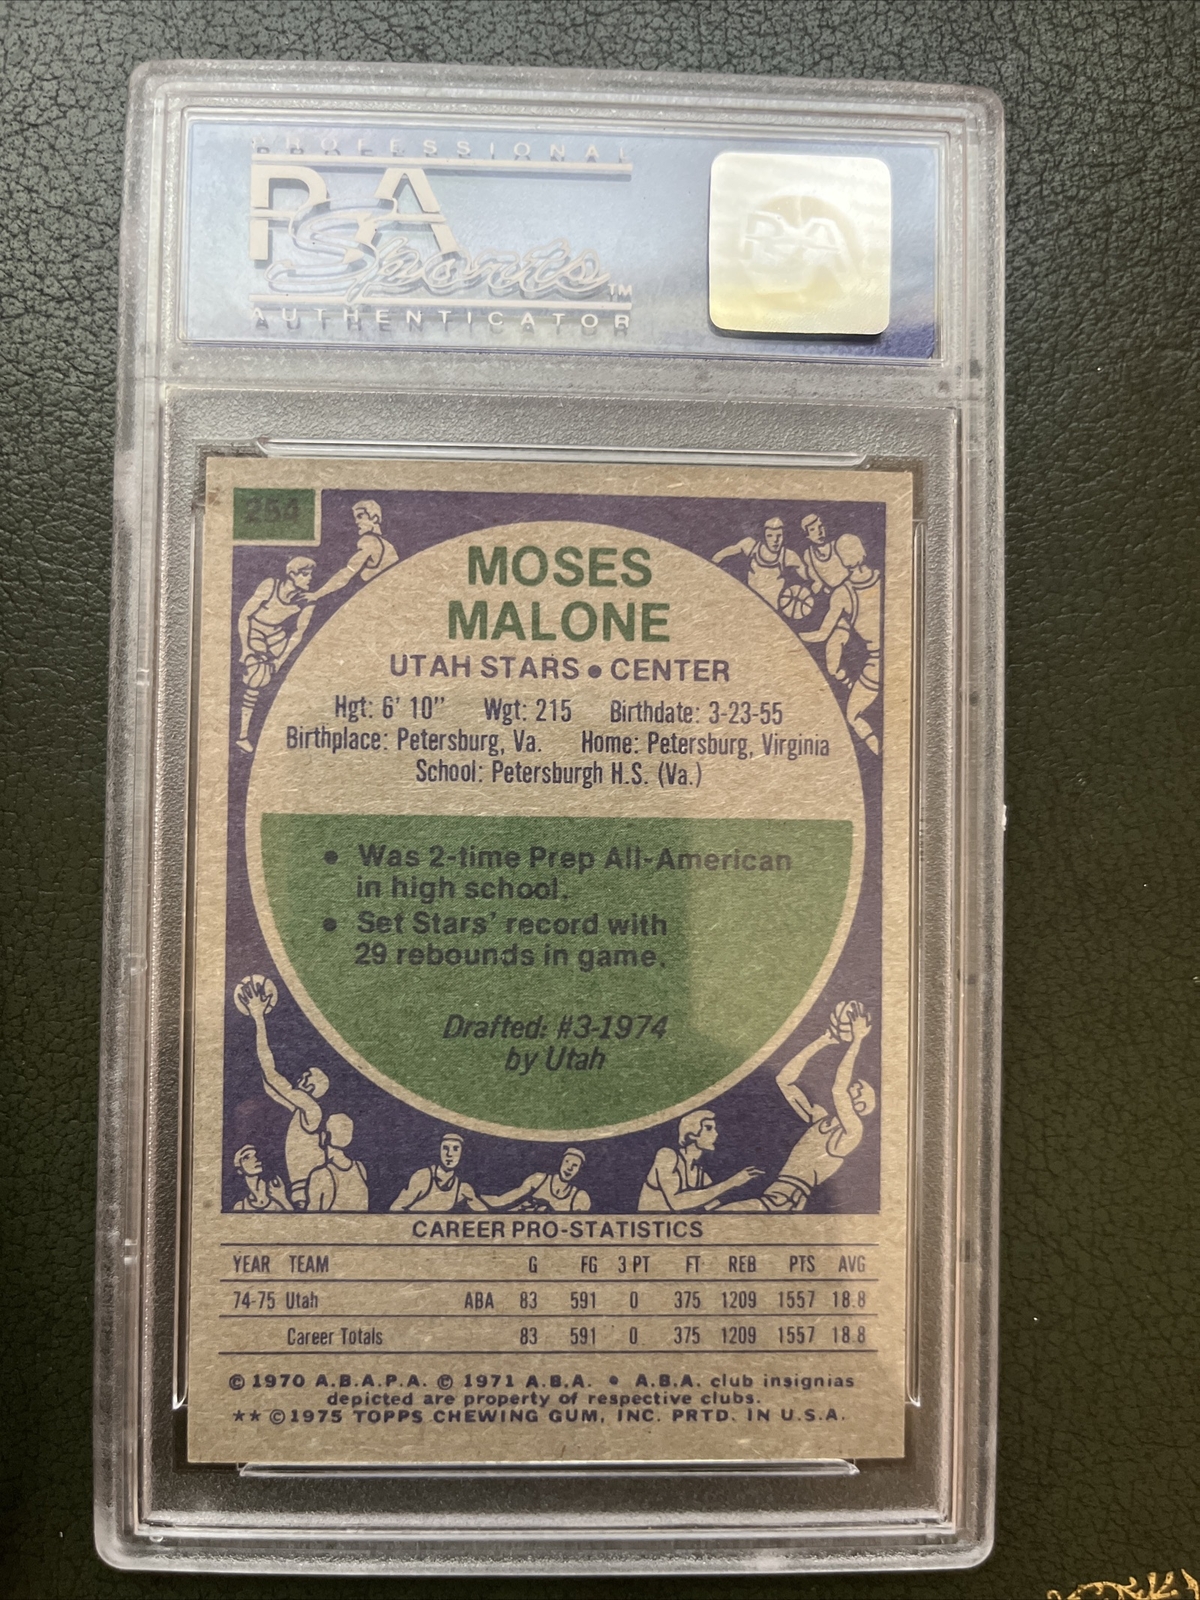 PROFESSIONAL
PSA
Sports™
AUTHENTICATOR
PSA
254
MOSES
MALONE
UTAH STARS • CENTER
Hgt: 6' 10" Wgt: 215 Birthdate: 3-23-55
Birthplace: Petersburg, Va. Home: Petersburg, Virginia
School: Petersburgh H.S. (Va.)
• Was 2-time Prep All-American
in high school.
• Set Stars' record with
29 rebounds in game.
Drafted: #3-1974
by Utah
CAREER PRO-STATISTICS
YEAR TEAM G FG 3 PT FT REB PTS AVG
74-75 Utah ABA 83 591 0 375 1209 1557 18.8
Career Totals 83 591 0 375 1209 1557 18.8
© 1970 A.B.A.P.A. © 1971 A.B.A. • A.B.A. club insignias
depicted are property of respective clubs.
** © 1975 TOPPS CHEWING GUM, INC. PRTD. IN U.S.A.